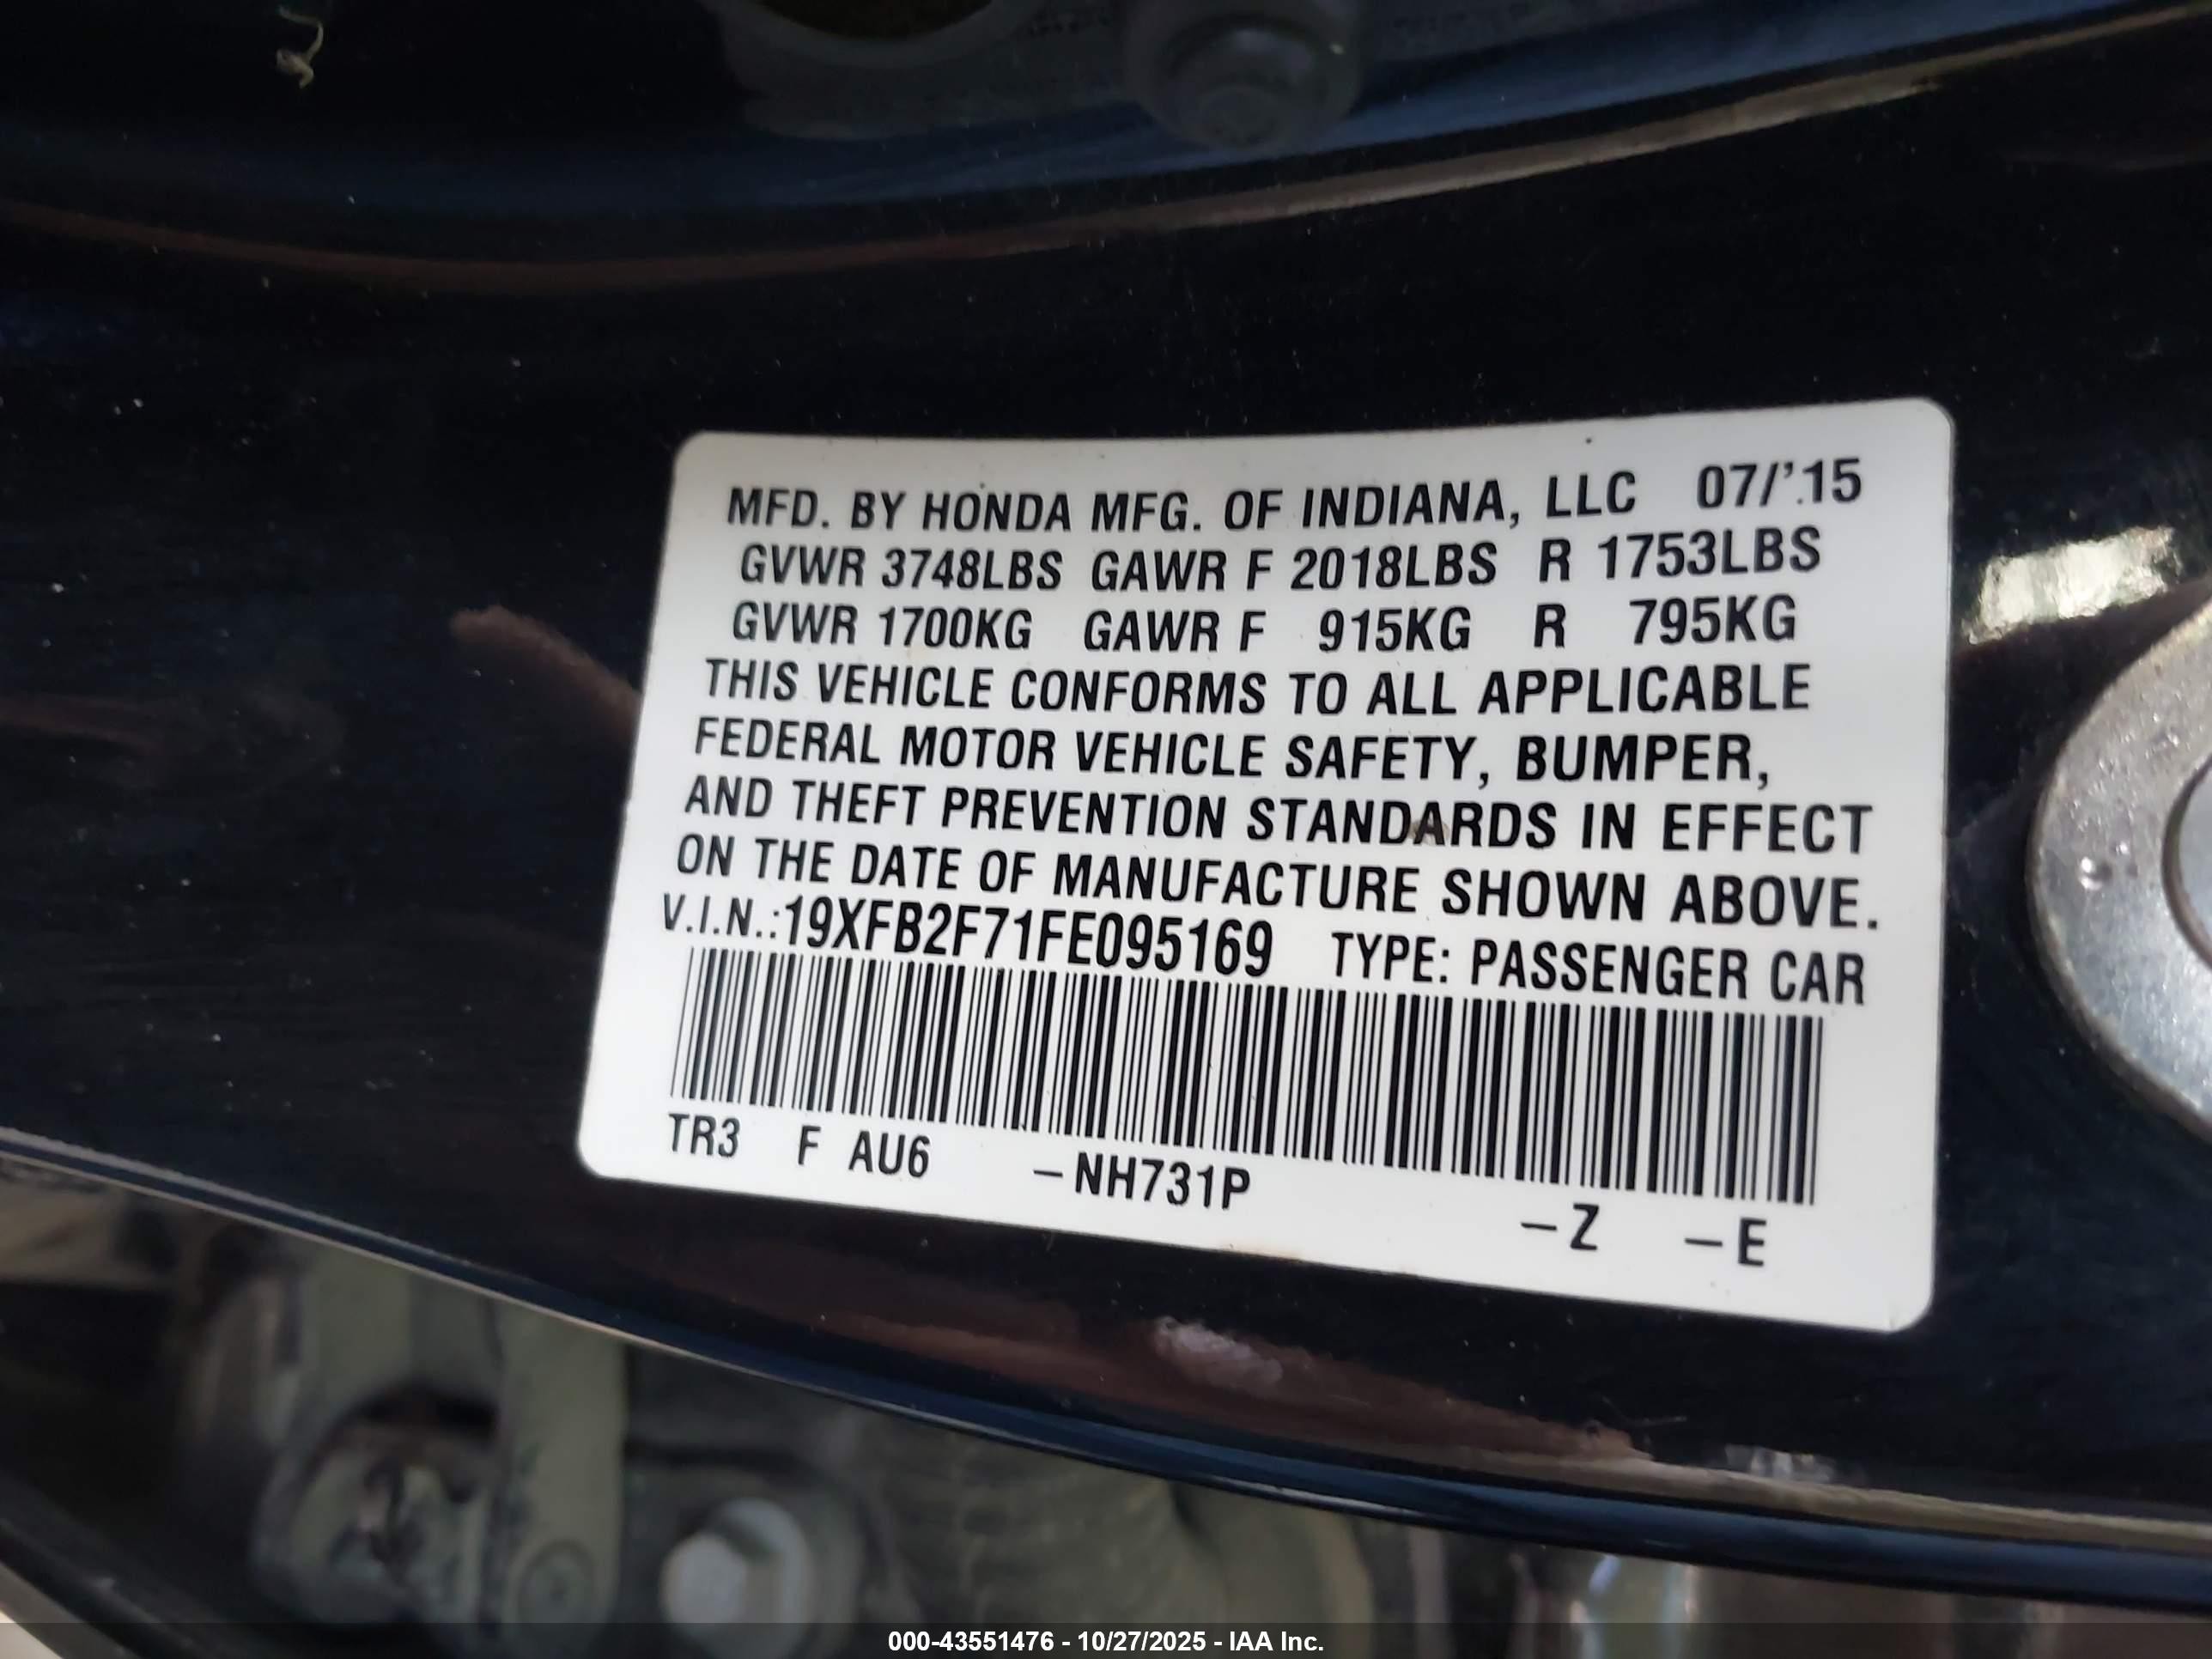 MFD. BY HONDA MFG. OF INDIANA, LLC 07/'15
GVWR 3748LBS GAWR F 2018LBS R 1753LBS
GVWR 1700KG GAWR F 915KG R 795KG
THIS VEHICLE CONFORMS TO ALL APPLICABLE
FEDERAL MOTOR VEHICLE SAFETY, BUMPER,
AND THEFT PREVENTION STANDARDS IN EFFECT
ON THE DATE OF MANUFACTURE SHOWN ABOVE.
V.I.N.:19XFB2F71FE095169 TYPE: PASSENGER CAR
TR3 F AU6 –NH731P –Z –E
000-43551476 - 10/27/2025 - IAA Inc.